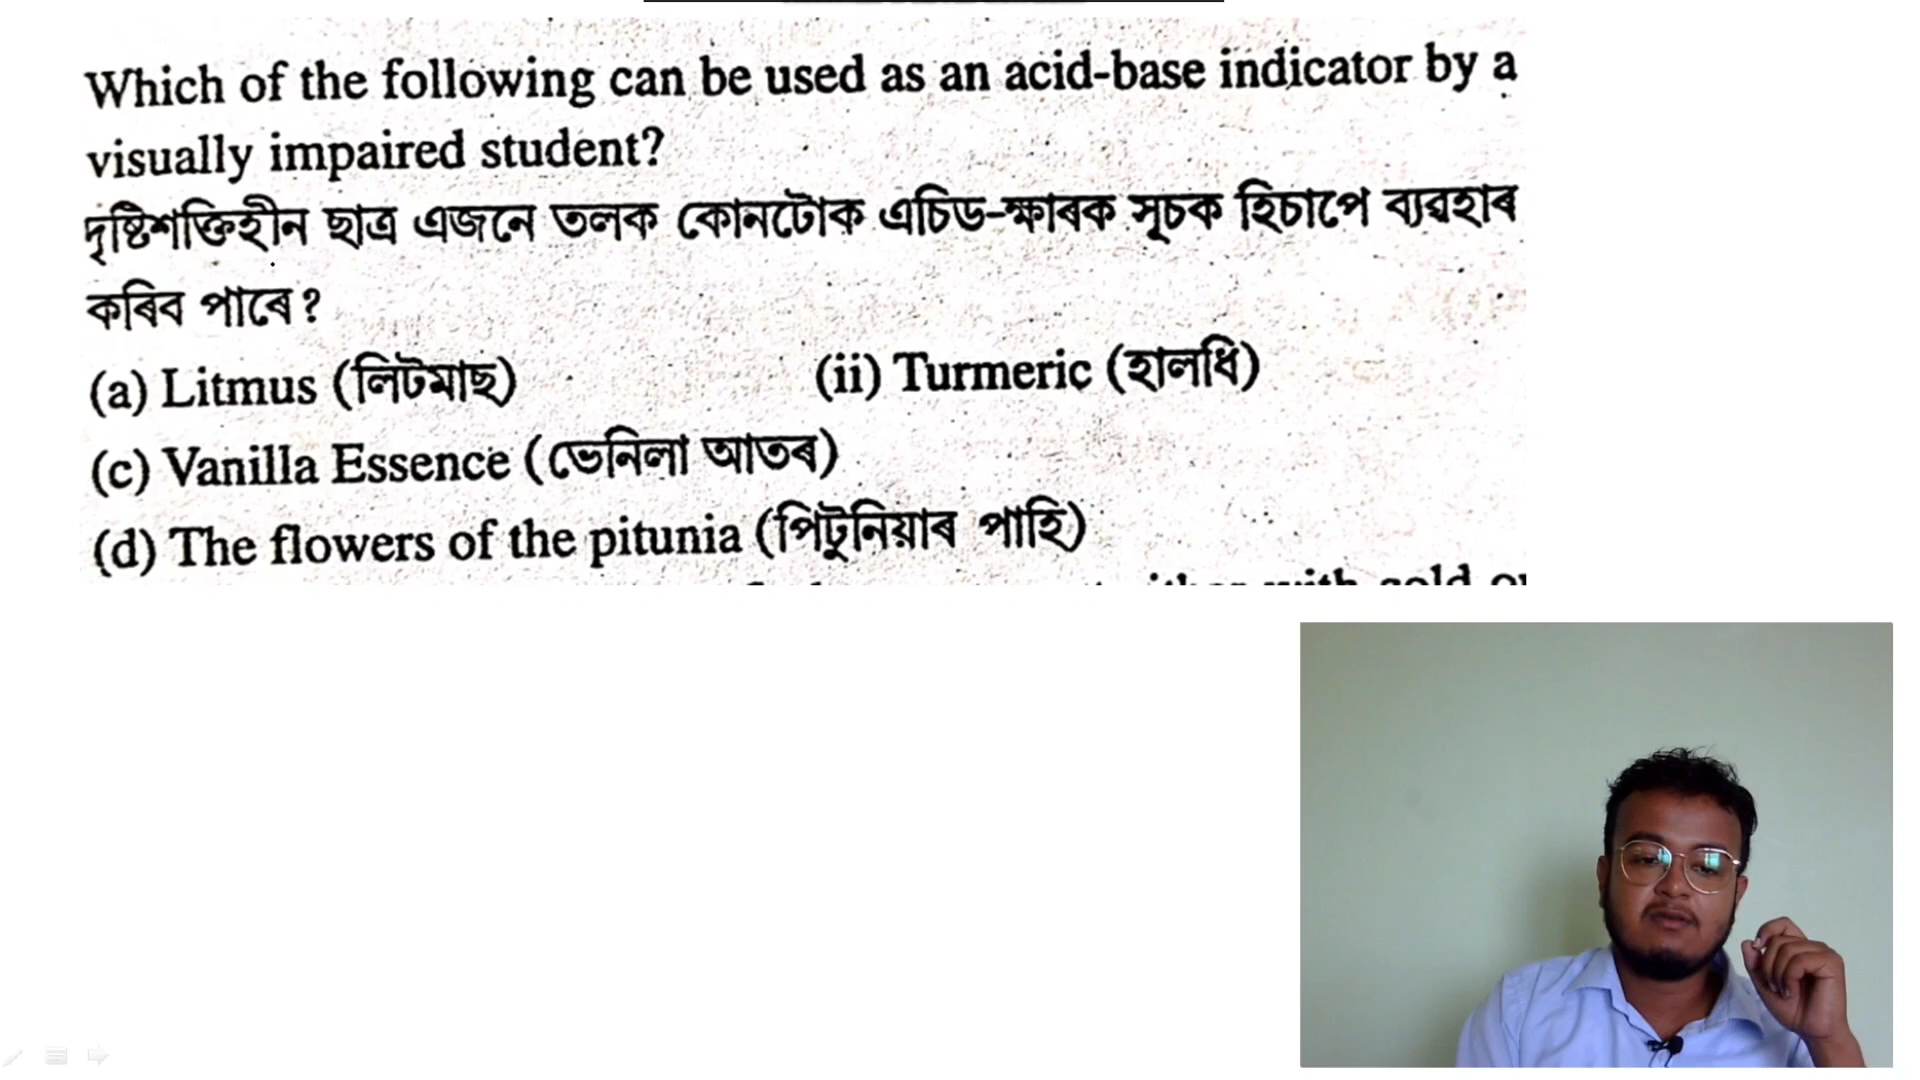 Which of the following can be used as an acid-base indicator by a
visually impaired student?
দৃষ্টিশক্তিহীন ছাত্ৰ এজনে তলক কোনটোক এচিড-ক্ষাৰক সূচক হিচাপে ব্যৱহাৰ
কৰিব পাৰে?
(a) Litmus (লিটমাছ) (ii) Turmeric (হালধি)
(c) Vanilla Essence (ভেনিলা আতৰ)
(d) The flowers of the pitunia (পিটুনিয়াৰ পাহি)